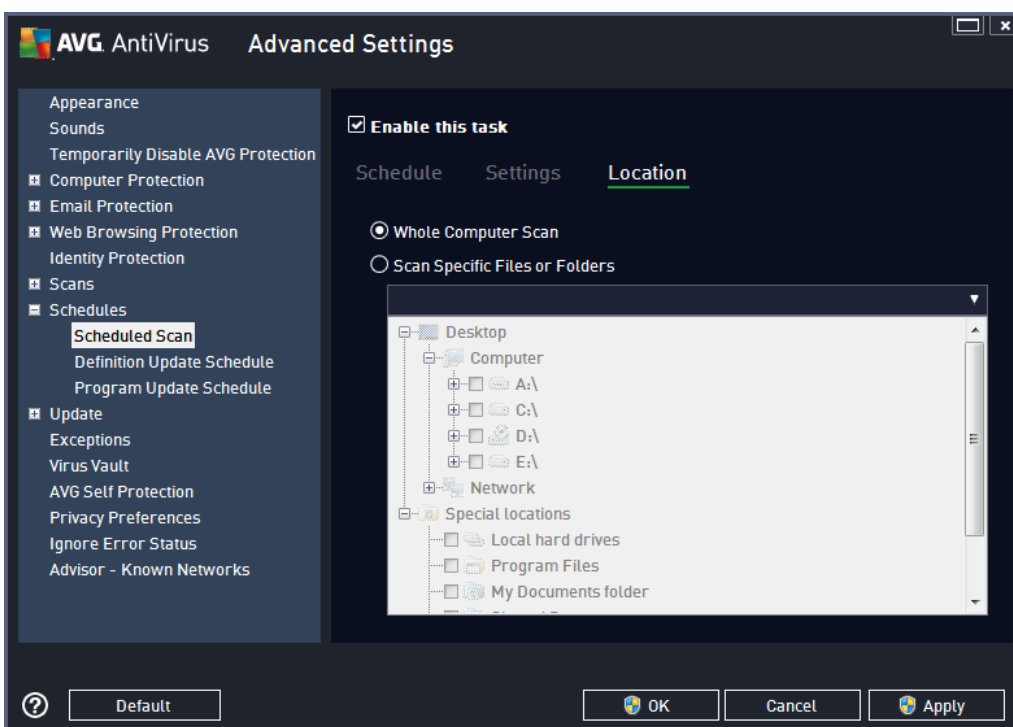 AVG. AntiVirus Advanced Settings
Appearance
Sounds
Temporarily Disable AVG Protection
Computer Protection
Email Protection
Web Browsing Protection
Identity Protection
Scans
Schedules
Scheduled Scan
Definition Update Schedule
Program Update Schedule
Update
Exceptions
Virus Vault
AVG Self Protection
Privacy Preferences
Ignore Error Status
Advisor - Known Networks
Enable this task
Schedule Settings Location
Whole Computer Scan
Scan Specific Files or Folders
Desktop
Computer
A:\
C:\
D:\
E:\
Network
Special locations
Local hard drives
Program Files
My Documents folder
Default OK Cancel Apply